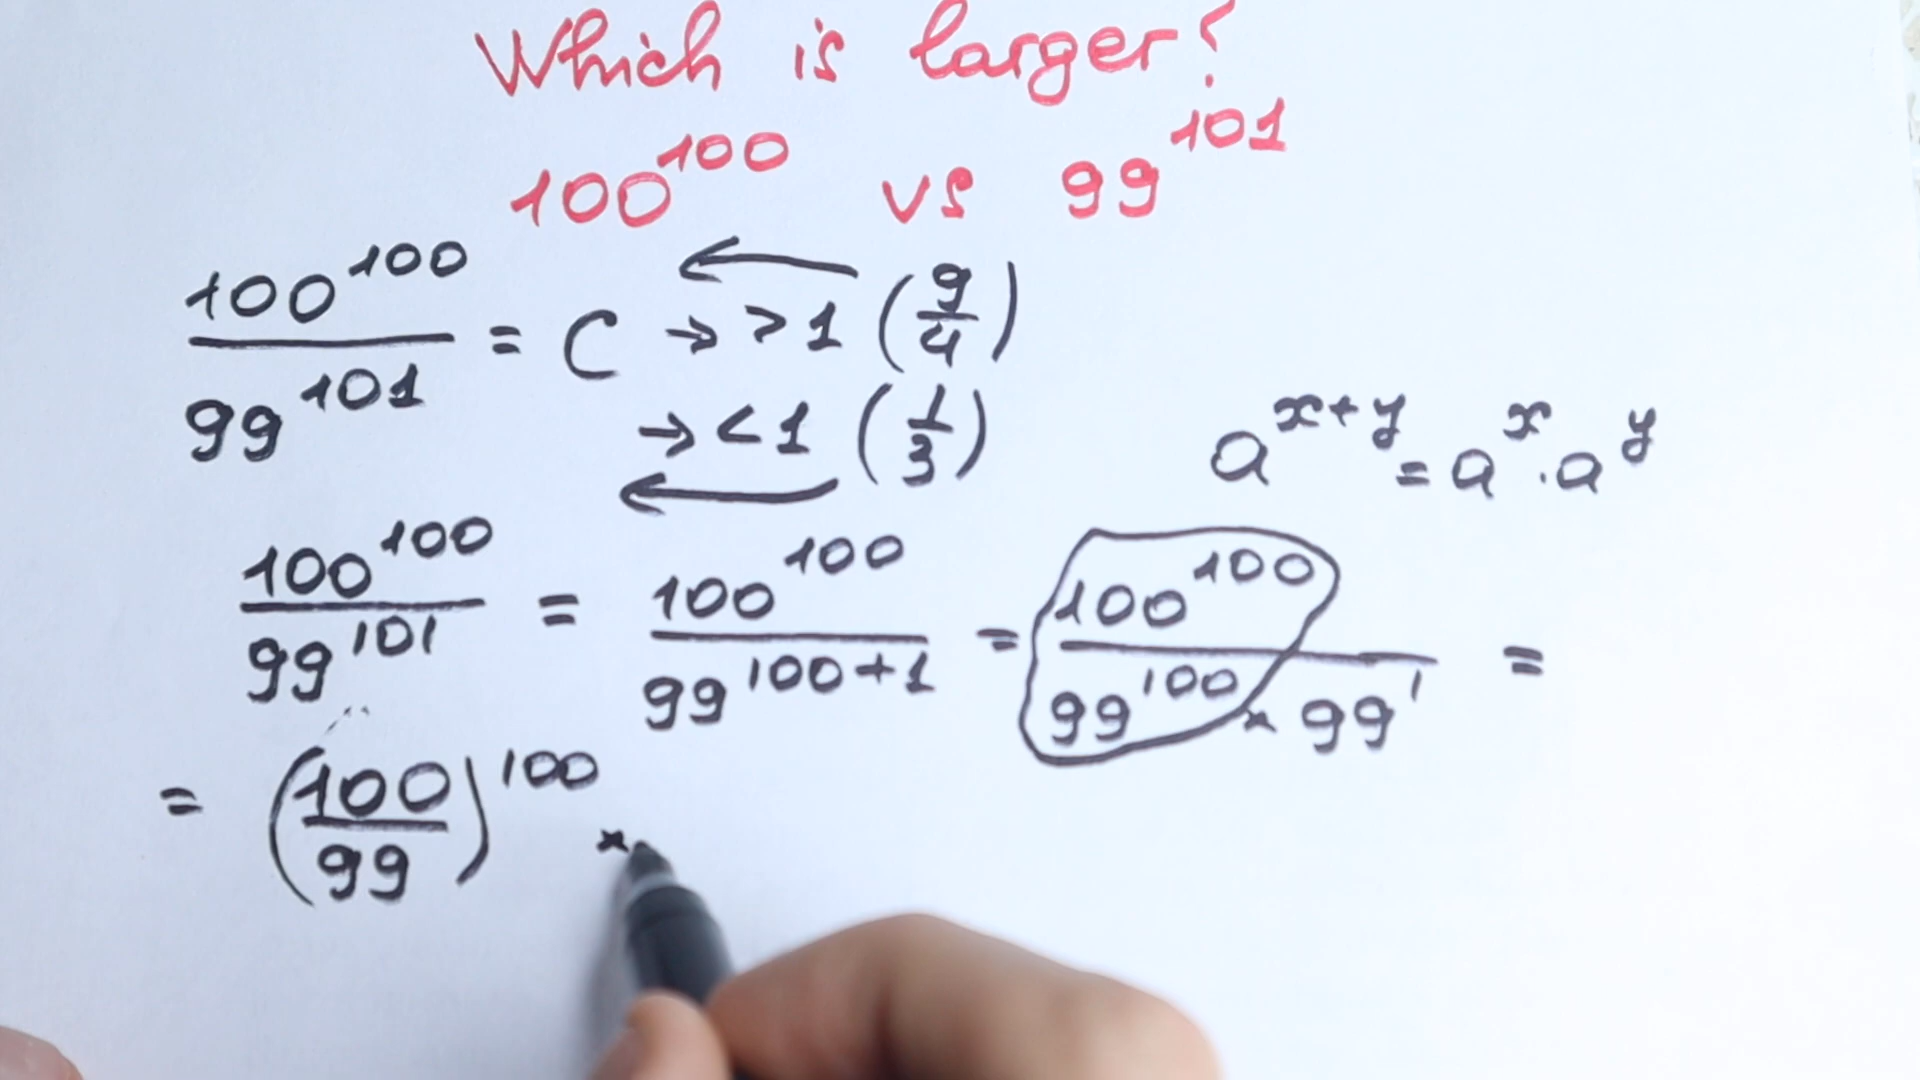 Which is larger?
100^100 vs 99^101
100^100 / 99^101 = C → > 1 (9/4)
→ < 1 (1/3)
a^(x+y) = a^x · a^y
100^100 / 99^101 = 100^100 / 99^(100+1) = 100^100 / (99^100 × 99^1) =
= (100/99)^100 ×